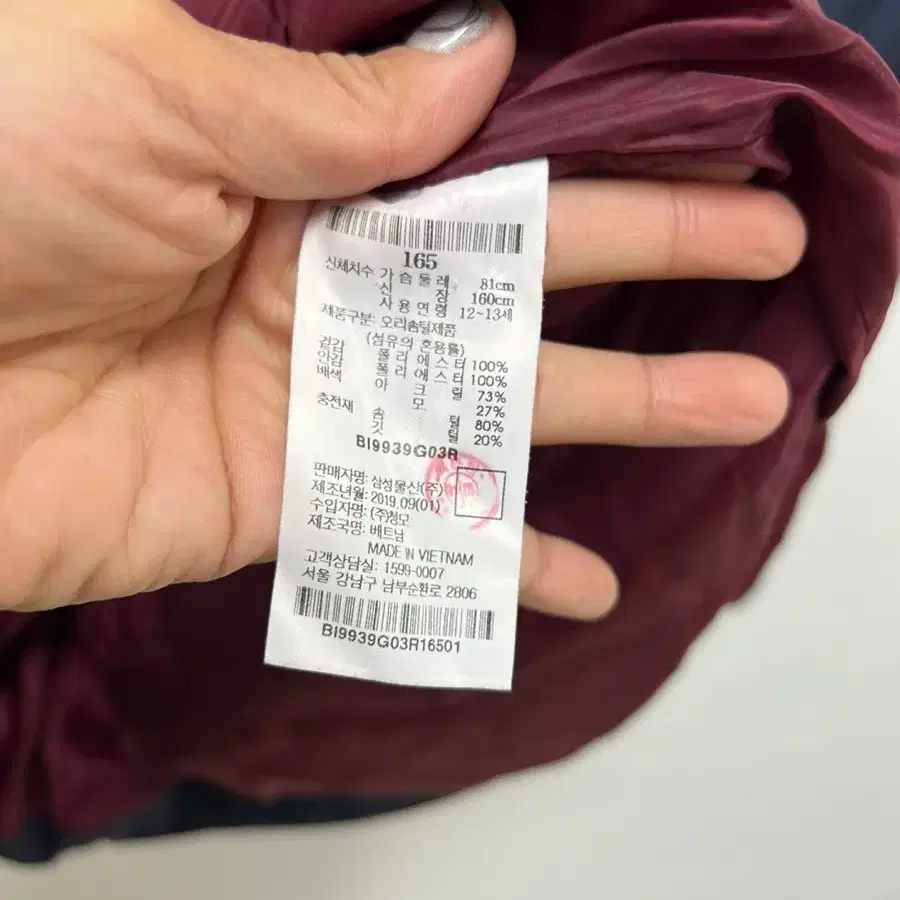 165
신체치수 가 슴 둘 레 81cm
신 장 160cm
사 용 연 령 12~13세
제품구분: 오리솜털제품
(섬유의 혼용률)
겉감 폴 리 에 스 터 100%
안감 폴 리 에 스 터 100%
배색 아 크 릴 73%
모 27%
충전재 솜 털 80%
깃 털 20%
BI9939G03R
판매자명: 삼성물산(주)
제조년월: 2019.09(01)
수입자명: (주)청모
제조국명: 베트남
MADE IN VIETNAM
고객상담실: 1599-0007
서울 강남구 남부순환로 2806
BI9939G03R16501